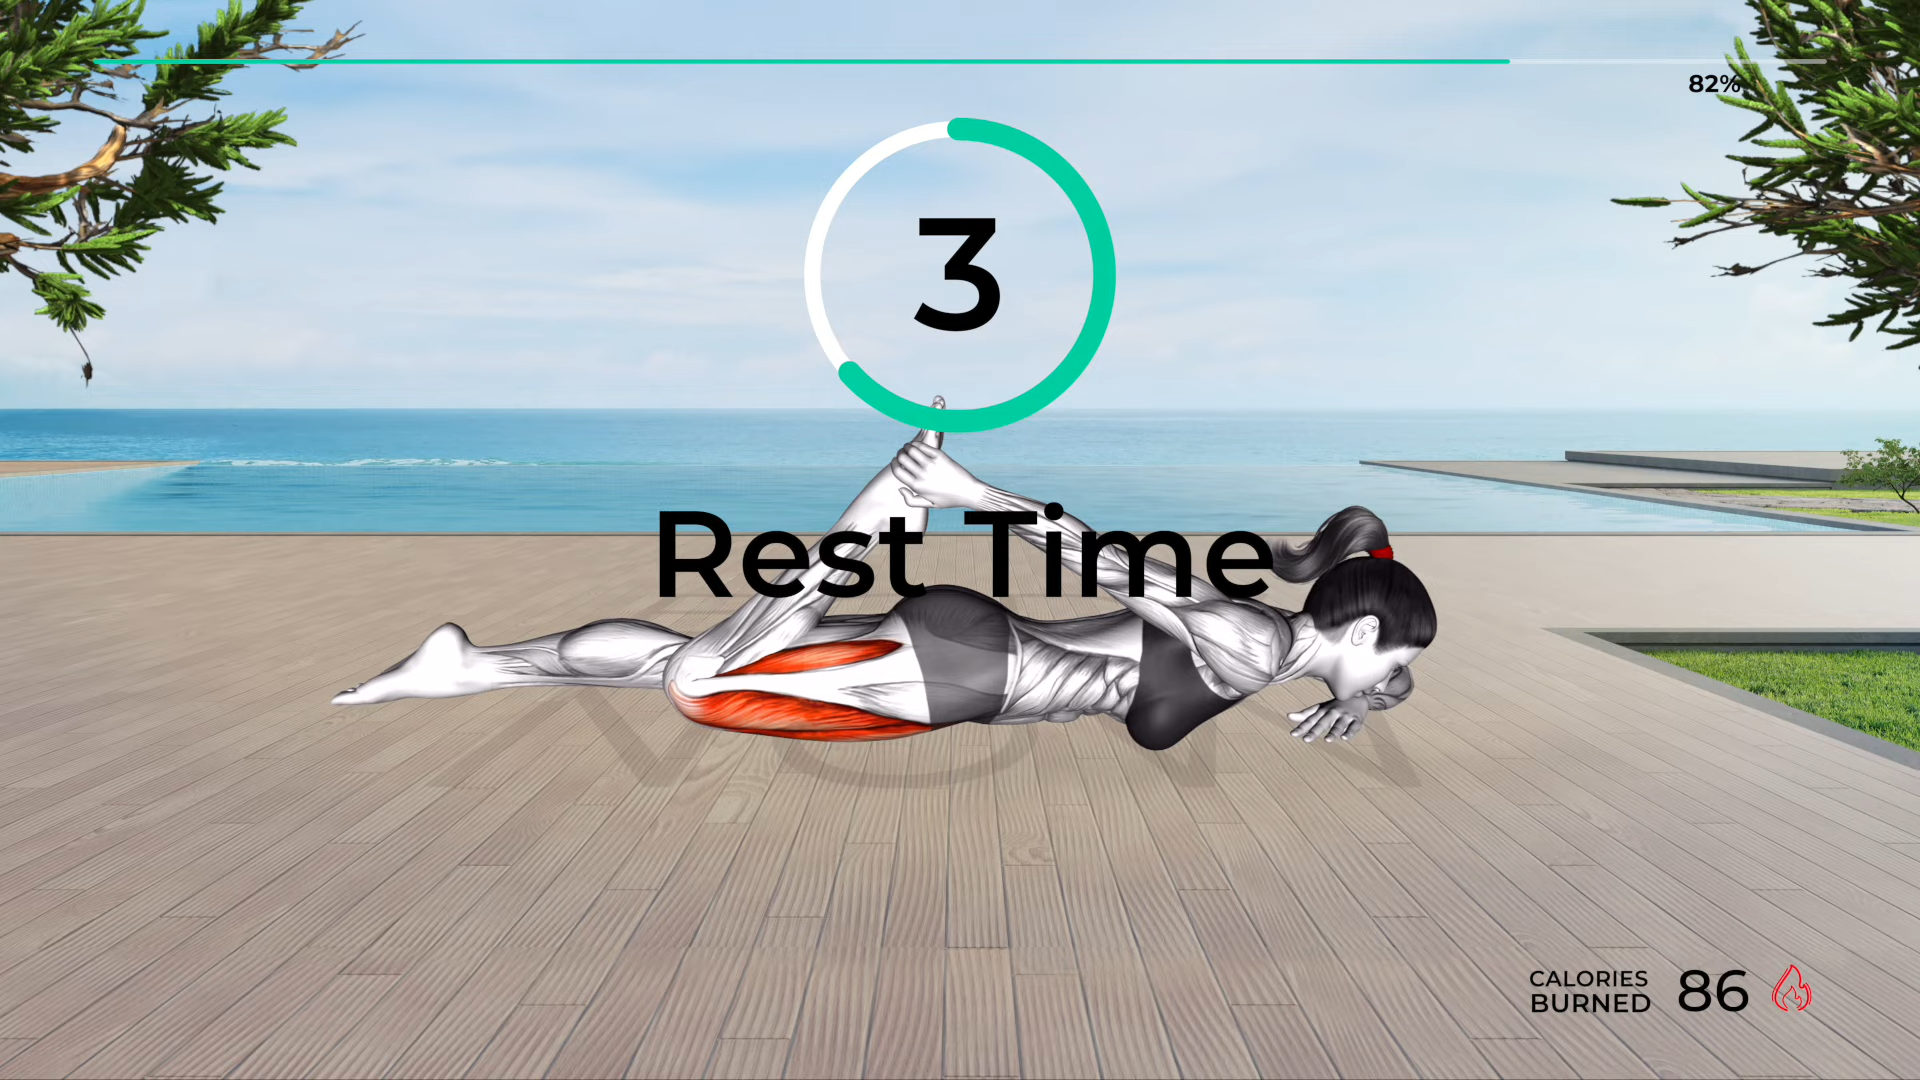 82%
3
Rest Time
CALORIES
BURNED 86